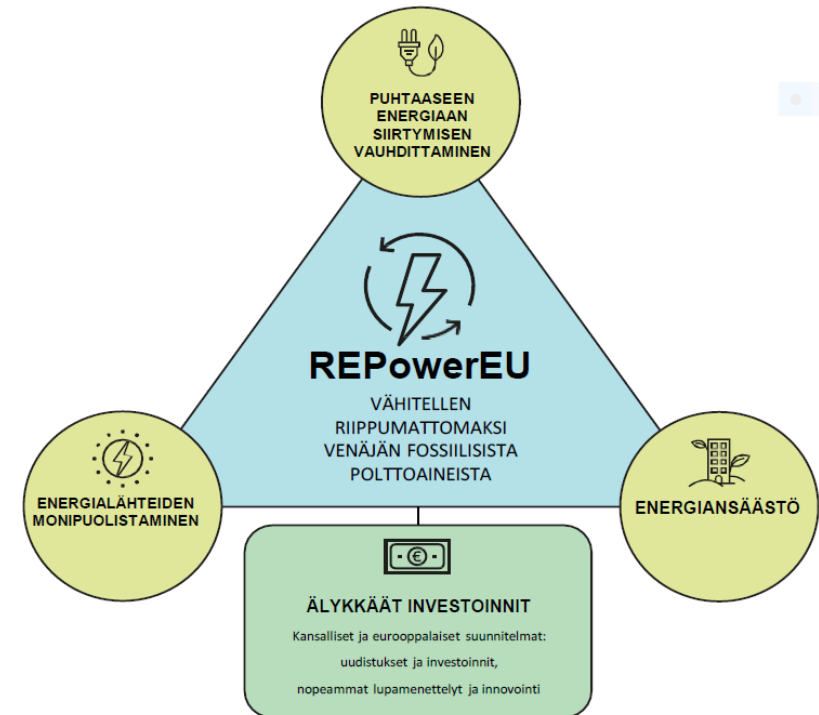 PUHTAASEEN
ENERGIAAN
SIIRTYMISEN
VAUHDITTAMINEN
REPowerEU
VÄHITELLEN
RIIPPUMATTOMAKSI
VENÄJÄN FOSSIILISISTA
POLTTOAINEISTA
ENERGIALÄHTEIDEN
MONIPUOLISTAMINEN
ENERGIANSÄÄSTÖ
ÄLYKKÄÄT INVESTOINNIT
Kansalliset ja eurooppalaiset suunnitelmat:
uudistukset ja investoinnit,
nopeammat lupamenettelyt ja innovointi